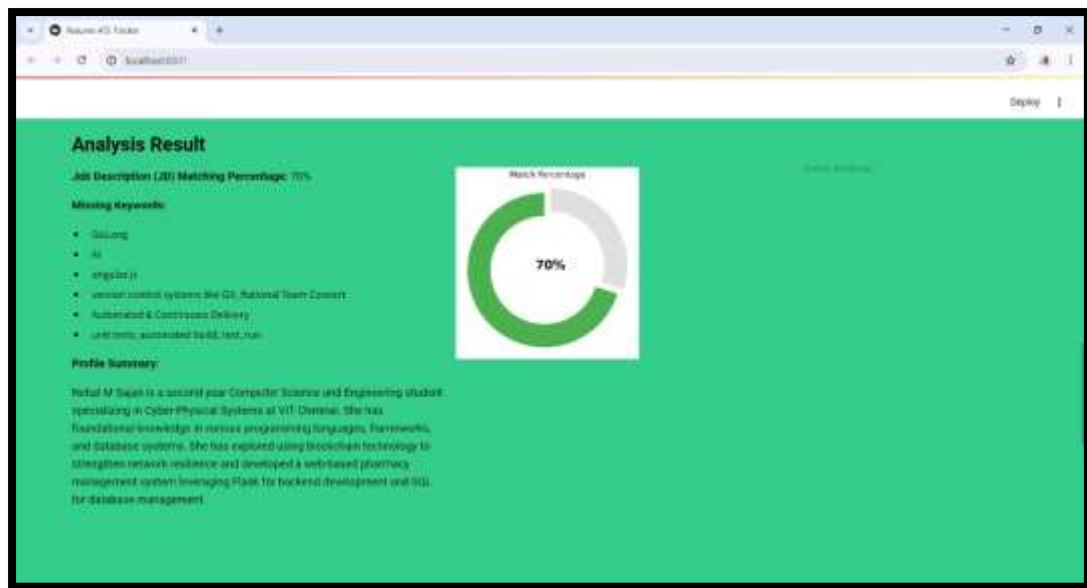 Resume ATS Tracker
Deploy
Analysis Result
Job Description (JD) Matching Percentage: 70%
Match Percentage
Missing Keywords:
GoLang
AI
angular.js
version control systems like Git, Rational Team Concert
70%
Automated & Continuous Delivery
unit tests, automated build, test, run
Profile Summary:
Nehal M Sajan is a second-year Computer Science and Engineering student
specializing in Cyber-Physical Systems at VIT Chennai. She has
foundational knowledge in various programming languages, frameworks,
and database systems. She has explored using blockchain technology to
strengthen network resilience and developed a web-based pharmacy
management system leveraging Flask for backend development and SQL
for database management.